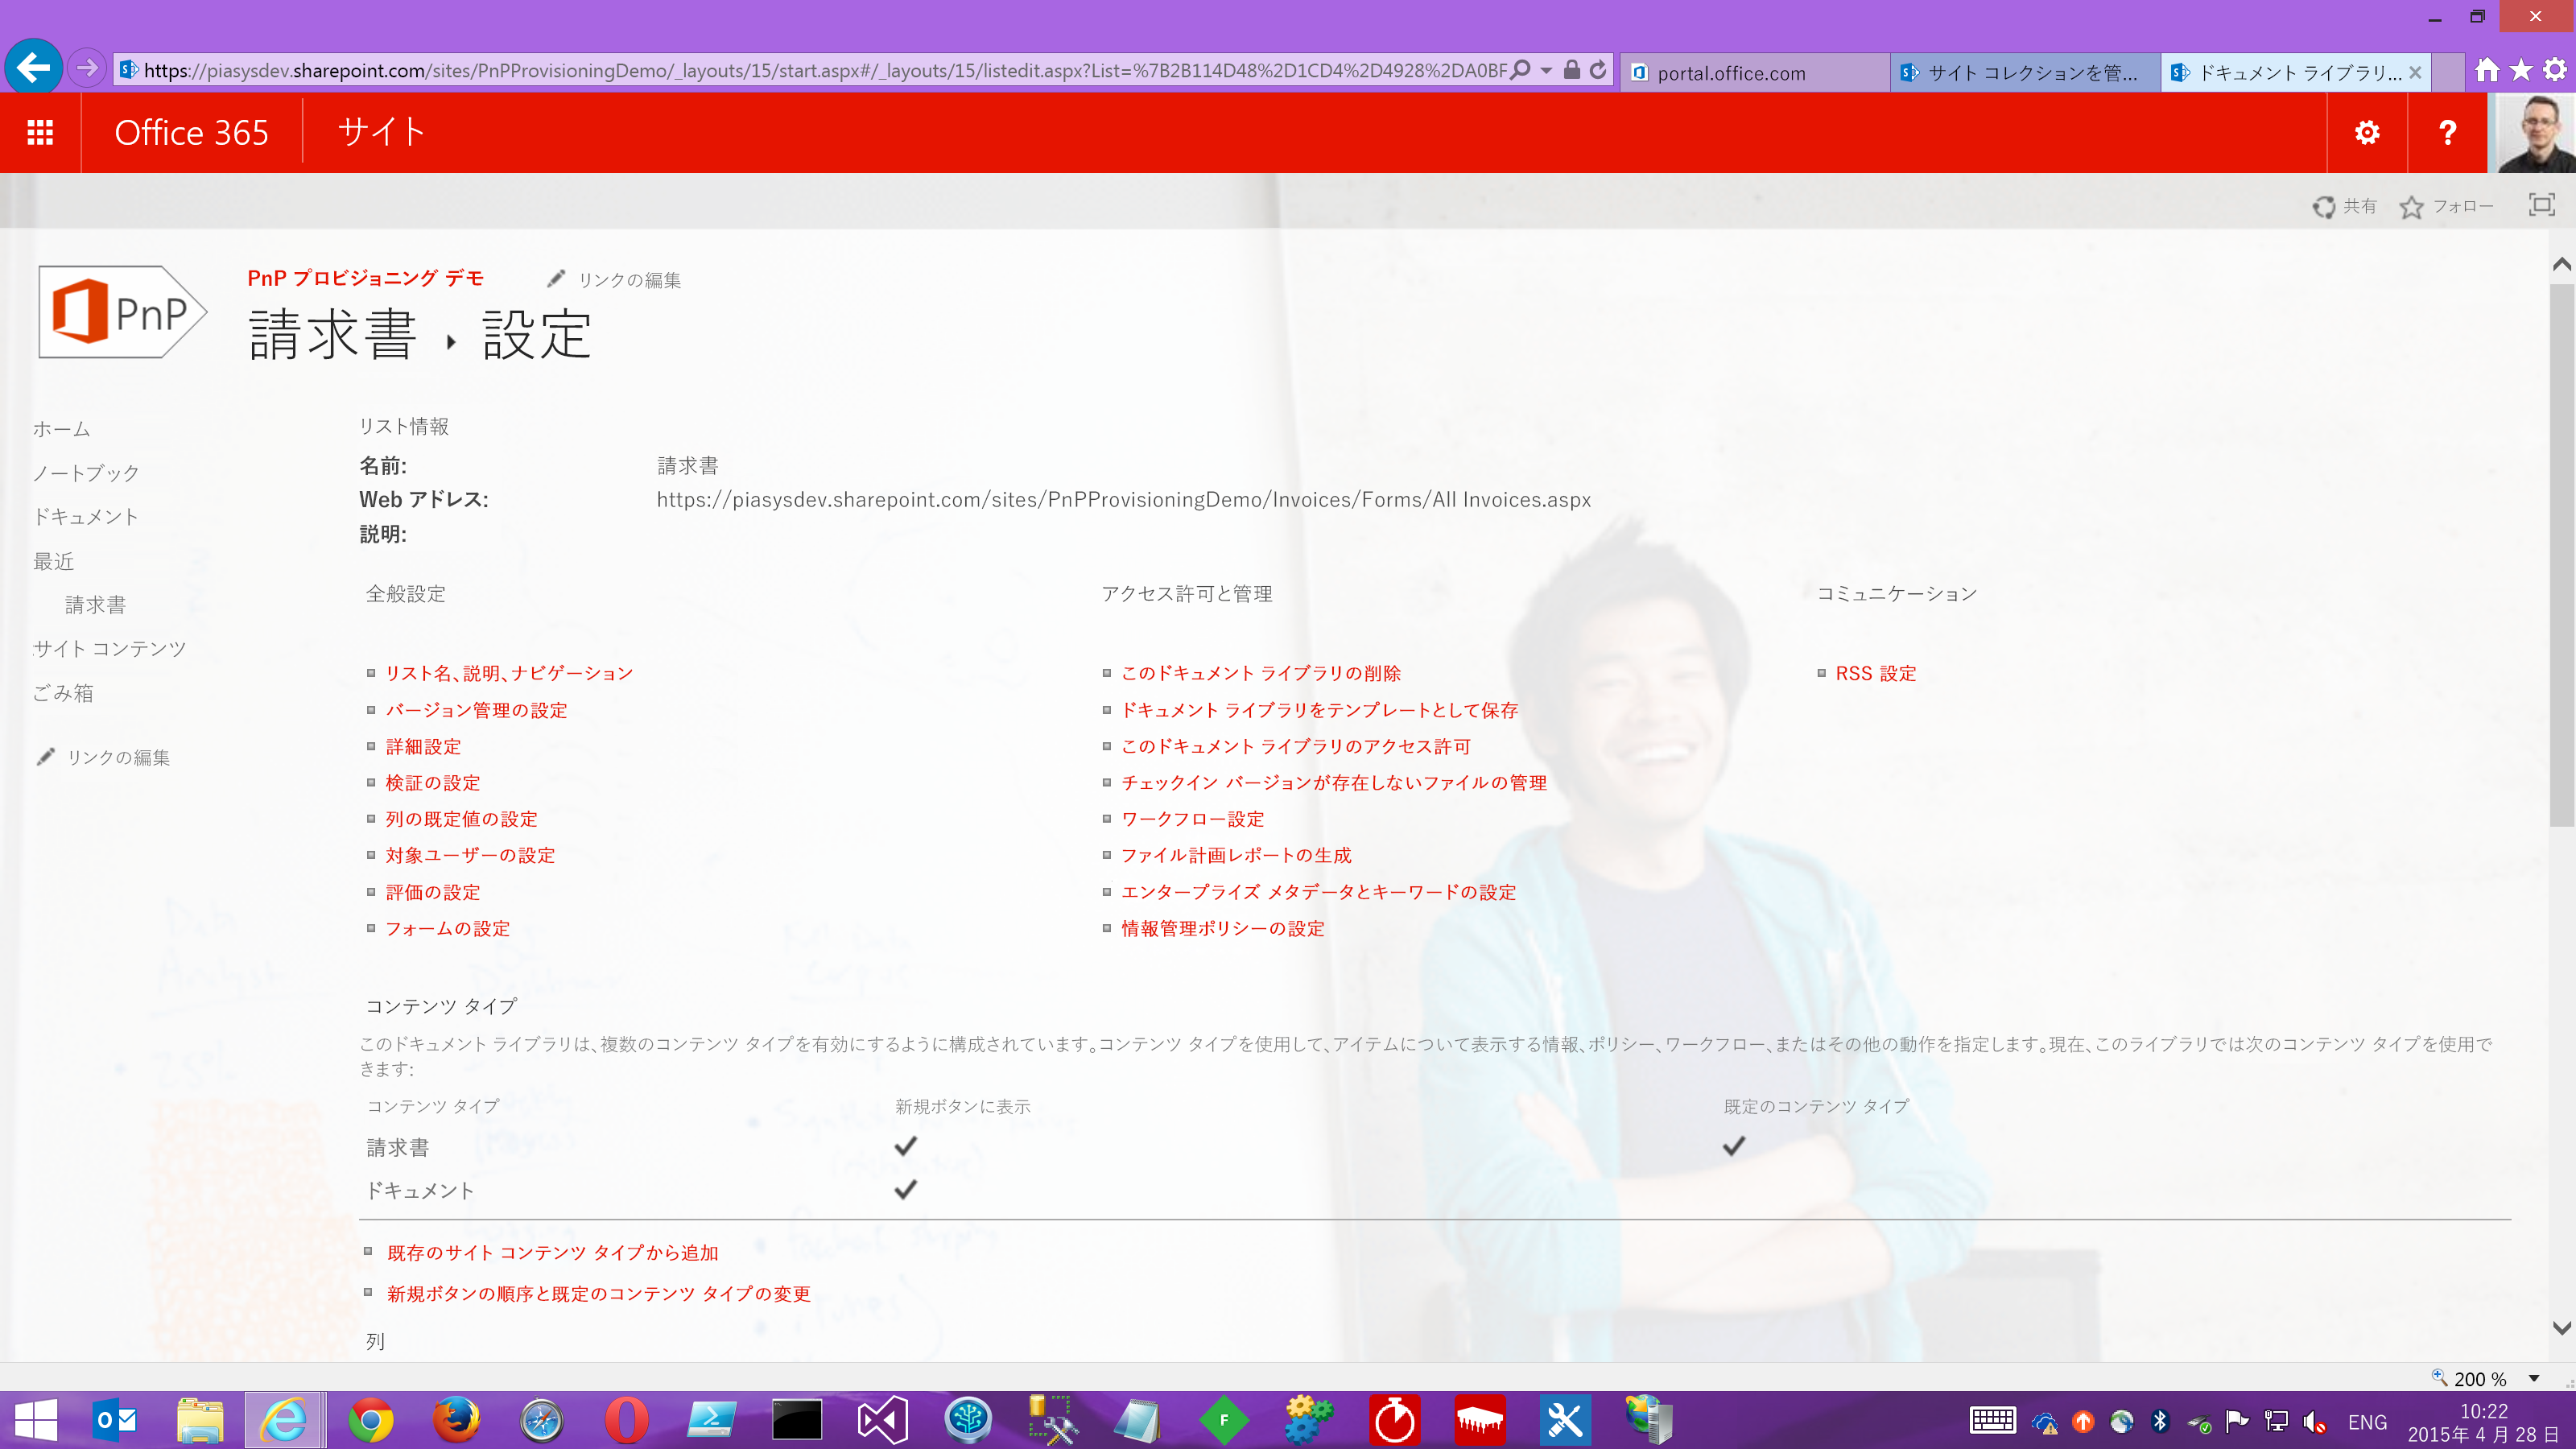 https://piasysdev.sharepoint.com/sites/PnPProvisioningDemo/_layouts/15/start.aspx#/_layouts/15/listedit.aspx?List=%7B2B114D48%2D1CD4%2D4928%2DA0BF
portal.office.com
サイト コレクションを管...
ドキュメント ライブラリ...
Office 365
サイト
共有
フォロー
PnP
PnP プロビジョニング デモ
リンクの編集
請求書 ▸ 設定
ホーム
ノートブック
ドキュメント
最近
請求書
サイト コンテンツ
ごみ箱
リンクの編集
リスト情報
名前: 請求書
Web アドレス: https://piasysdev.sharepoint.com/sites/PnPProvisioningDemo/Invoices/Forms/All Invoices.aspx
説明:
全般設定
リスト名、説明、ナビゲーション
バージョン管理の設定
詳細設定
検証の設定
列の既定値の設定
対象ユーザーの設定
評価の設定
フォームの設定
アクセス許可と管理
このドキュメント ライブラリの削除
ドキュメント ライブラリをテンプレートとして保存
このドキュメント ライブラリのアクセス許可
チェックイン バージョンが存在しないファイルの管理
ワークフロー設定
ファイル計画レポートの生成
エンタープライズ メタデータとキーワードの設定
情報管理ポリシーの設定
コミュニケーション
RSS 設定
コンテンツ タイプ
このドキュメント ライブラリは、複数のコンテンツ タイプを有効にするように構成されています。コンテンツ タイプを使用して、アイテムについて表示する情報、ポリシー、ワークフロー、またはその他の動作を指定します。現在、このライブラリでは次のコンテンツ タイプを使用で
きます:
コンテンツ タイプ 新規ボタンに表示 既定のコンテンツ タイプ
請求書
ドキュメント
既存のサイト コンテンツ タイプから追加
新規ボタンの順序と既定のコンテンツ タイプの変更
列
200 %
ENG
10:22
2015年 4 月 28 日